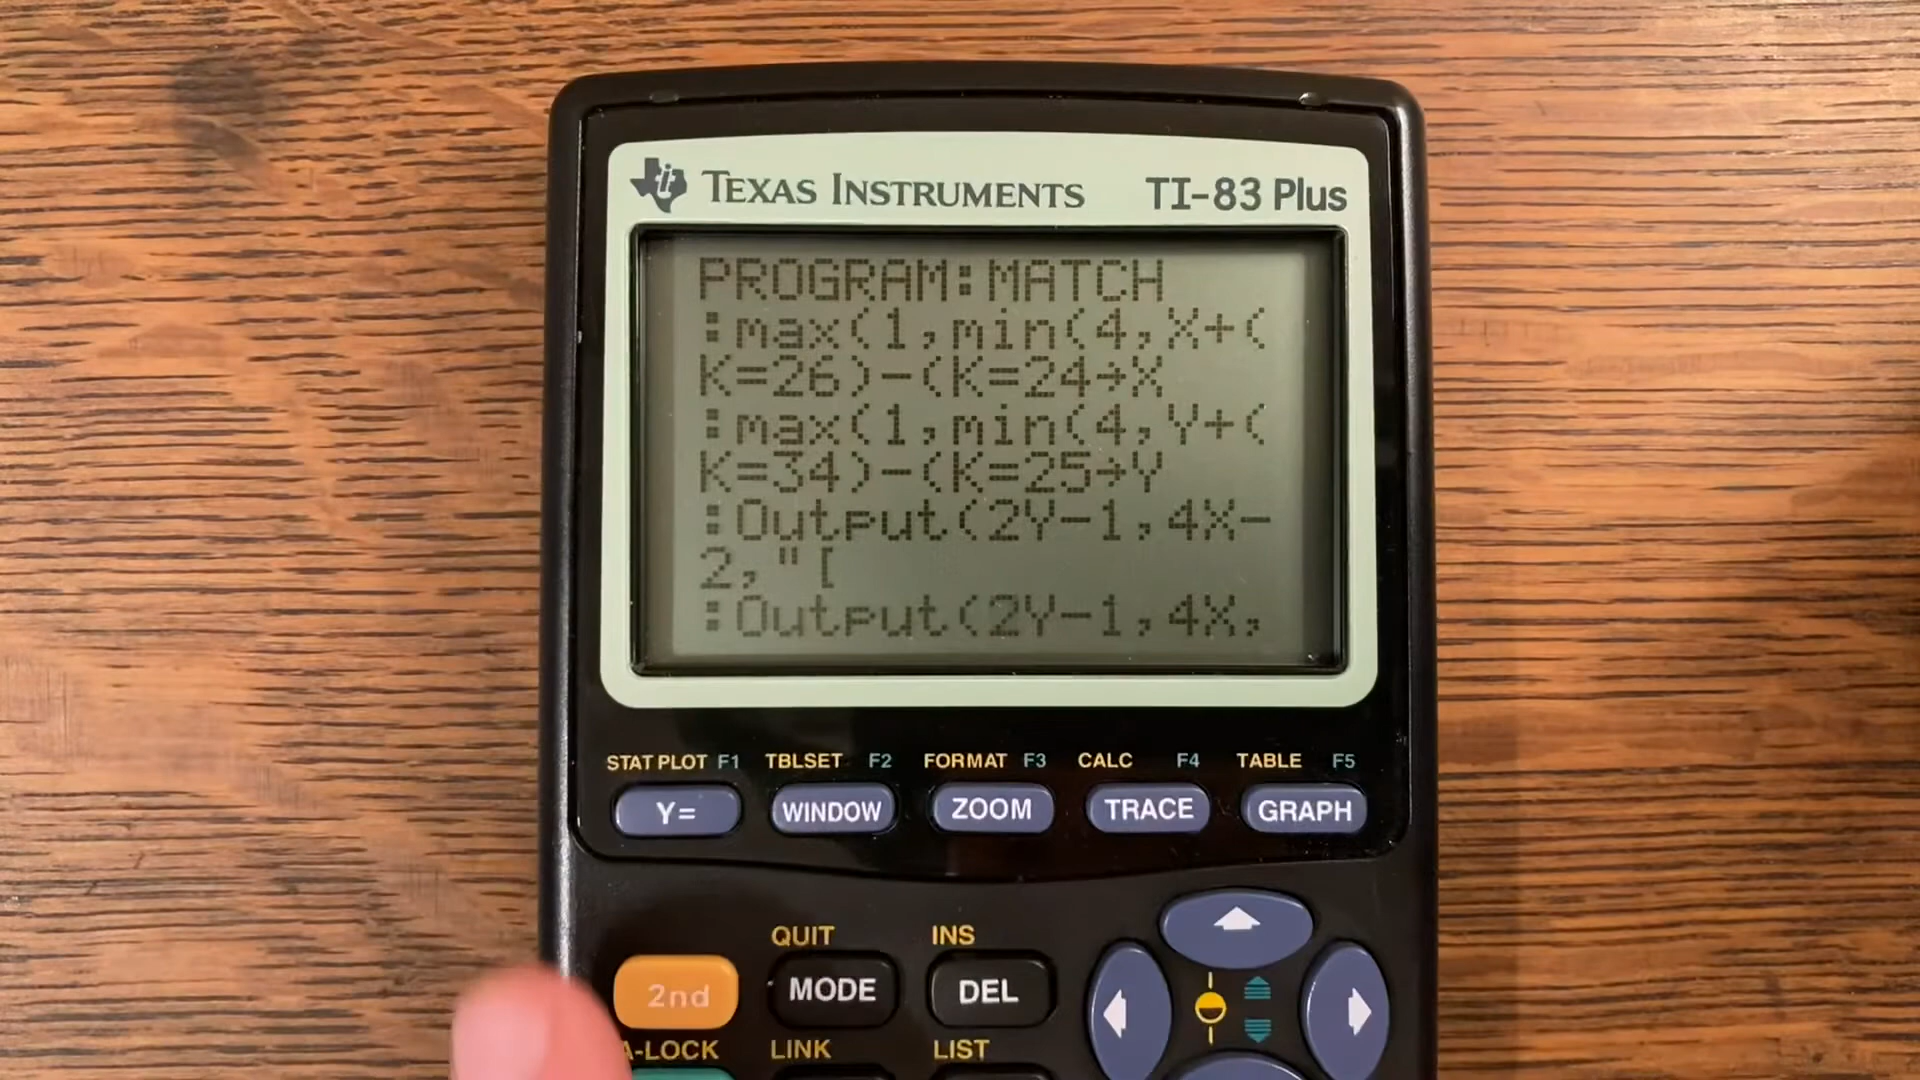 TEXAS INSTRUMENTS TI-83 Plus
PROGRAM:MATCH
:max(1,min(4,X+(
K=26)-(K=24→X
:max(1,min(4,Y+(
K=34)-(K=25→Y
:Output(2Y-1,4X-
2,"[
:Output(2Y-1,4X,
STAT PLOT F1 TBLSET F2 FORMAT F3 CALC F4 TABLE F5
Y= WINDOW ZOOM TRACE GRAPH
QUIT INS
2nd MODE DEL
A-LOCK LINK LIST